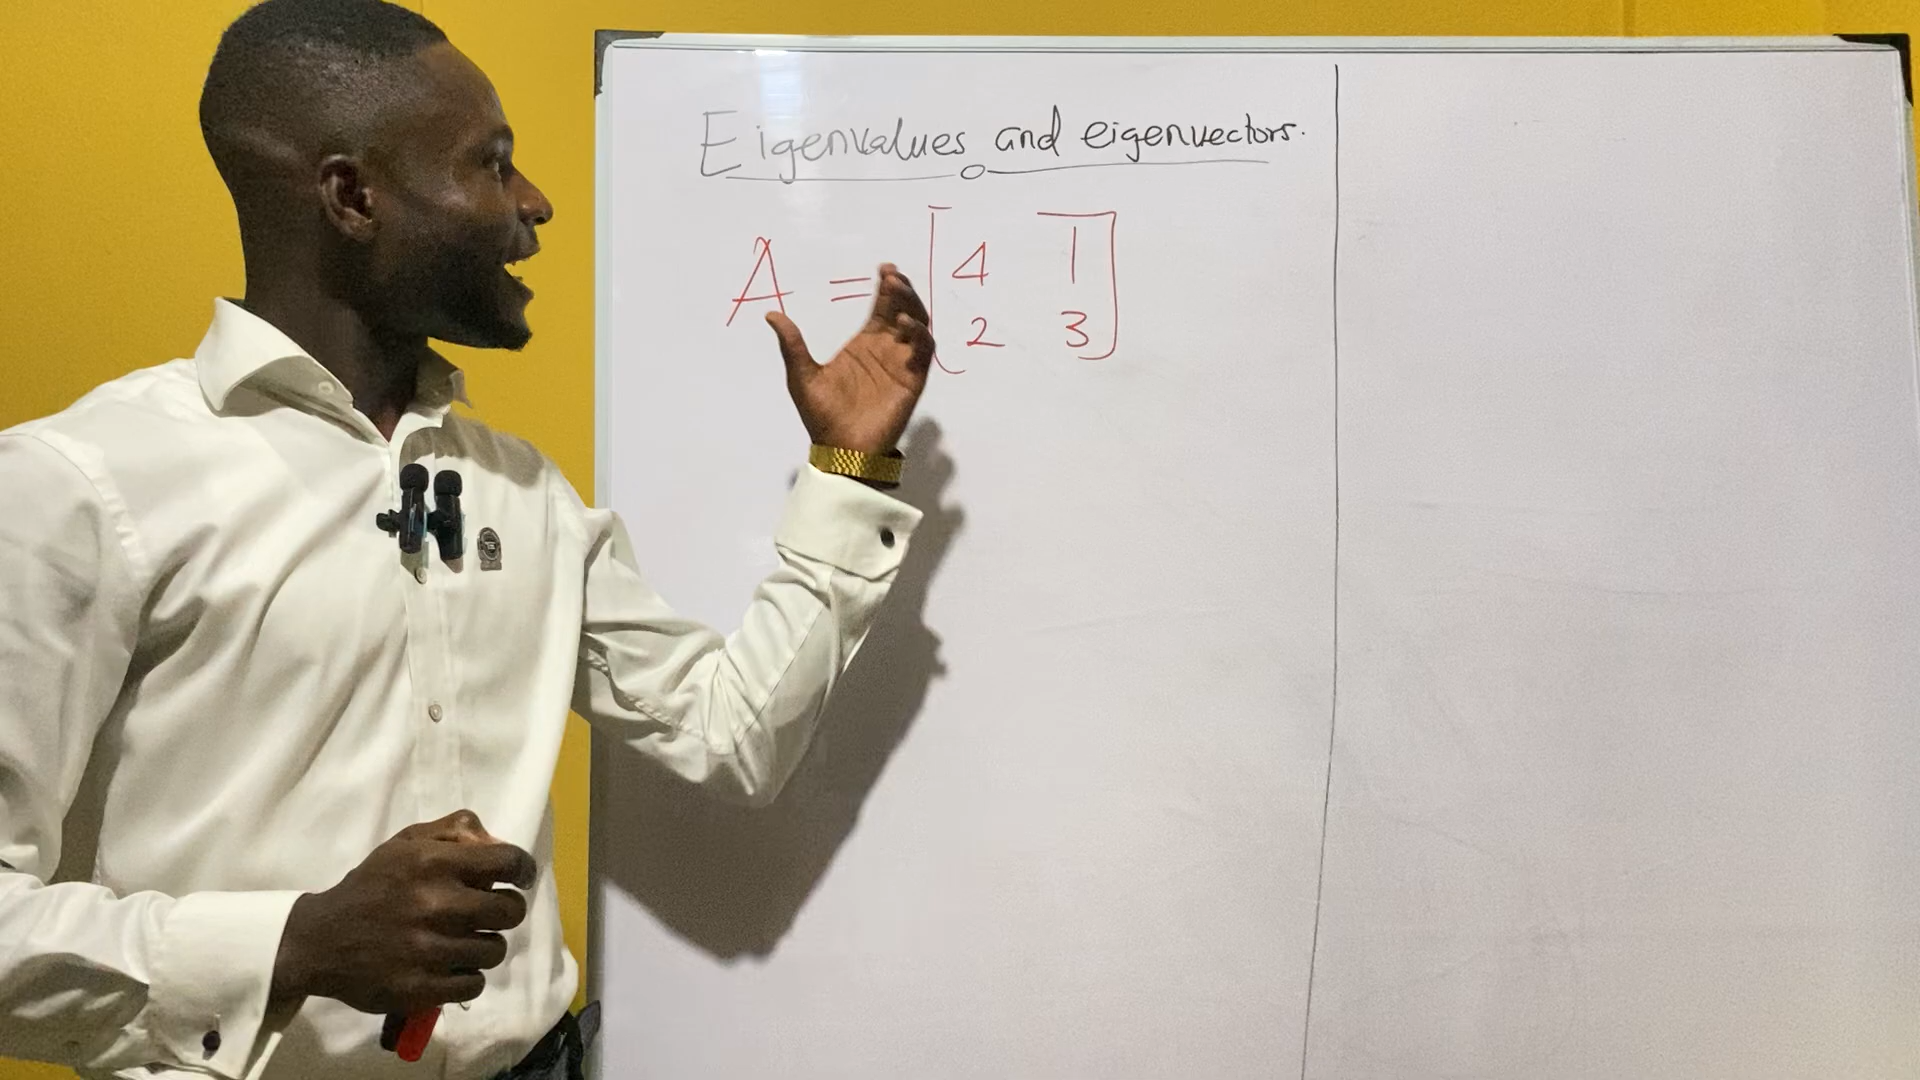 Eigenvalues and eigenvectors.
A = [4 1
2 3]